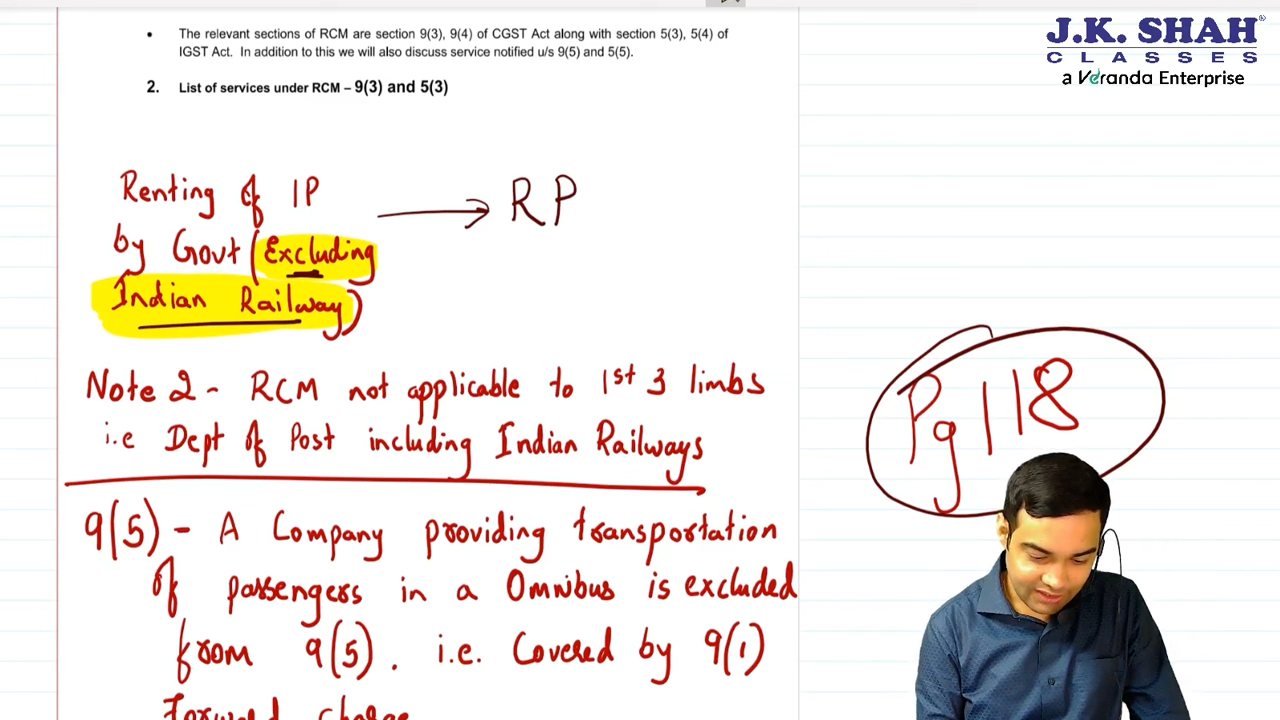 • The relevant sections of RCM are section 9(3), 9(4) of CGST Act along with section 5(3), 5(4) of
IGST Act. In addition to this we will also discuss service notified u/s 9(5) and 5(5).
2. List of services under RCM – 9(3) and 5(3)
J.K. SHAH
CLASSES
a Veranda Enterprise
Renting of IP
RP
by Govt (Excluding
Indian Railway)
Note 2 - RCM not applicable to 1st 3 limbs
i.e Dept of Post including Indian Railways
Pg 118
9(5) - A Company providing transportation
of passengers in a Omnibus is excluded
from 9(5). i.e. Covered by 9(1)
Forward charge